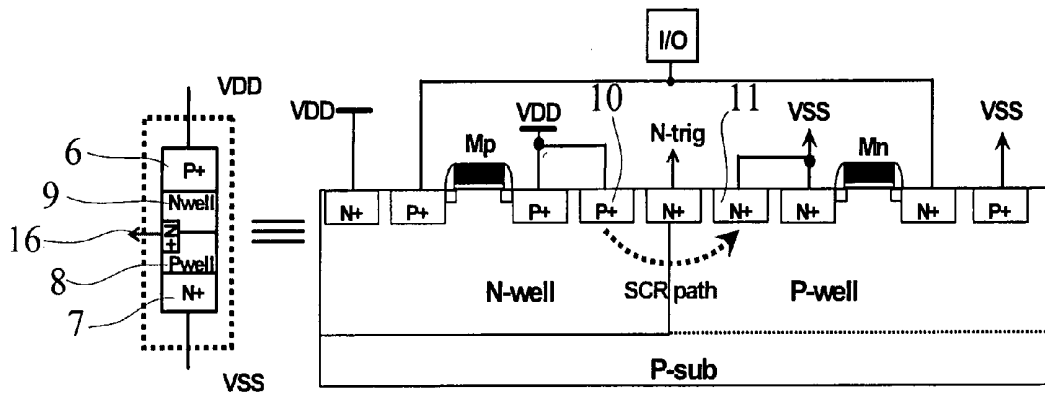 I/O
VDD
VDD
VDD
10
11
VSS
VSS
N-trig
Mp
Mn
6
P+
9
Nwell
16
N+
8
Pwell
7
N+
VSS
N+
P+
P+
P+
N+
N+
N+
N+
P+
SCR path
N-well
P-well
P-sub